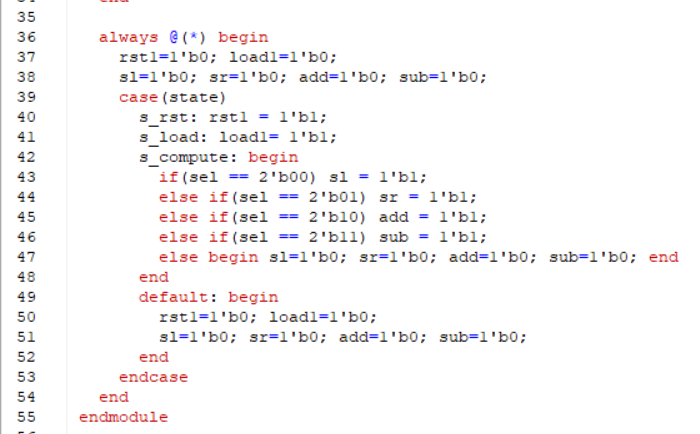 35
36 always @(*) begin
37 rst1=1'b0; load1=1'b0;
38 sl=1'b0; sr=1'b0; add=1'b0; sub=1'b0;
39 case(state)
40 s_rst: rst1 = 1'b1;
41 s_load: load1= 1'b1;
42 s_compute: begin
43 if(sel == 2'b00) sl = 1'b1;
44 else if(sel == 2'b01) sr = 1'b1;
45 else if(sel == 2'b10) add = 1'b1;
46 else if(sel == 2'b11) sub = 1'b1;
47 else begin sl=1'b0; sr=1'b0; add=1'b0; sub=1'b0; end
48 end
49 default: begin
50 rst1=1'b0; load1=1'b0;
51 sl=1'b0; sr=1'b0; add=1'b0; sub=1'b0;
52 end
53 endcase
54 end
55 endmodule